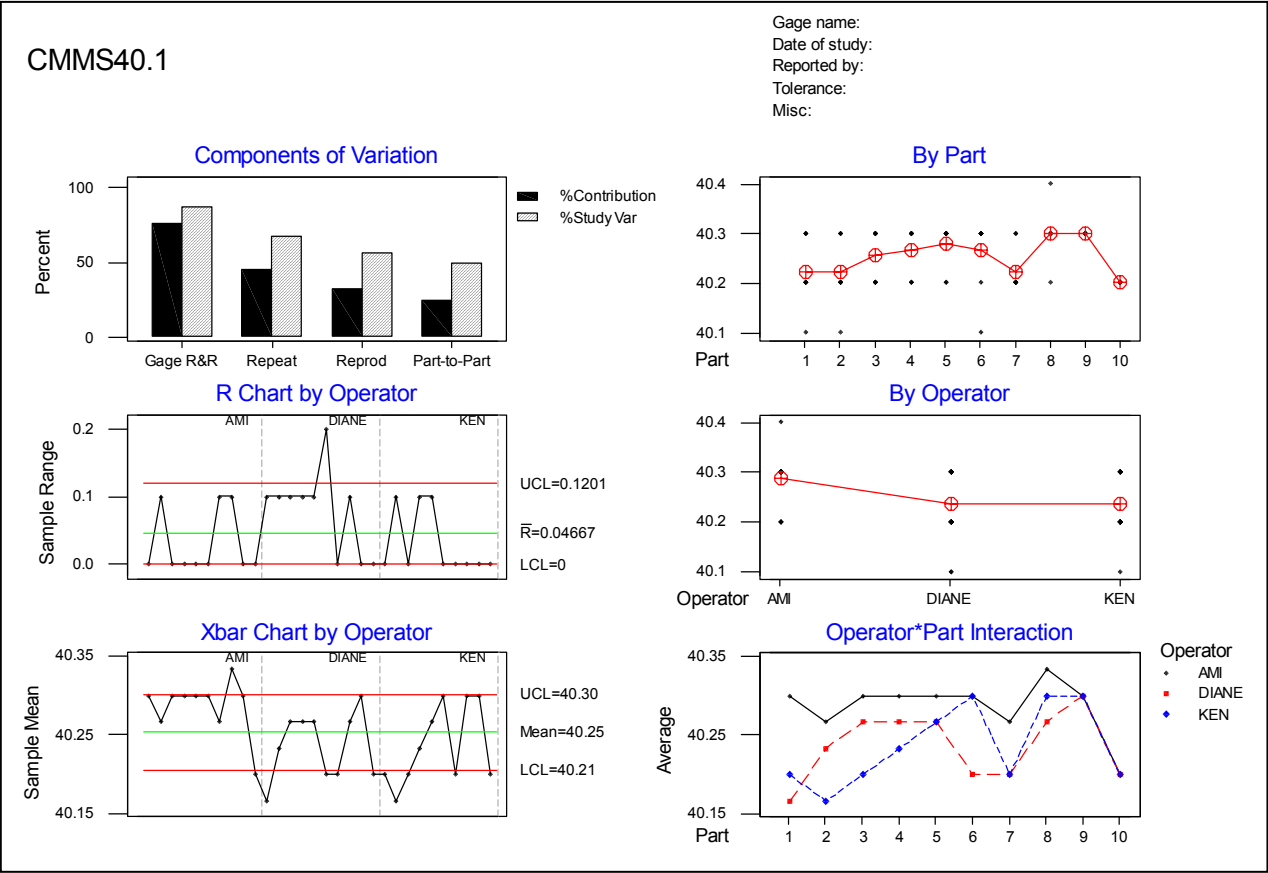 CMMS40.1
Gage name:
Date of study:
Reported by:
Tolerance:
Misc:
Components of Variation
100
50
0
Percent
Gage R&R Repeat Reprod Part-to-Part
%Contribution
%Study Var
By Part
40.4
40.3
40.2
40.1
Part 1 2 3 4 5 6 7 8 9 10
R Chart by Operator
AMI DIANE KEN
0.2
0.1
0.0
Sample Range
UCL=0.1201
R=0.04667
LCL=0
By Operator
40.4
40.3
40.2
40.1
Operator AMI DIANE KEN
Xbar Chart by Operator
AMI DIANE KEN
40.35
40.25
40.15
Sample Mean
UCL=40.30
Mean=40.25
LCL=40.21
Operator*Part Interaction
40.35
40.25
40.15
Average
Part 1 2 3 4 5 6 7 8 9 10
Operator
AMI
DIANE
KEN